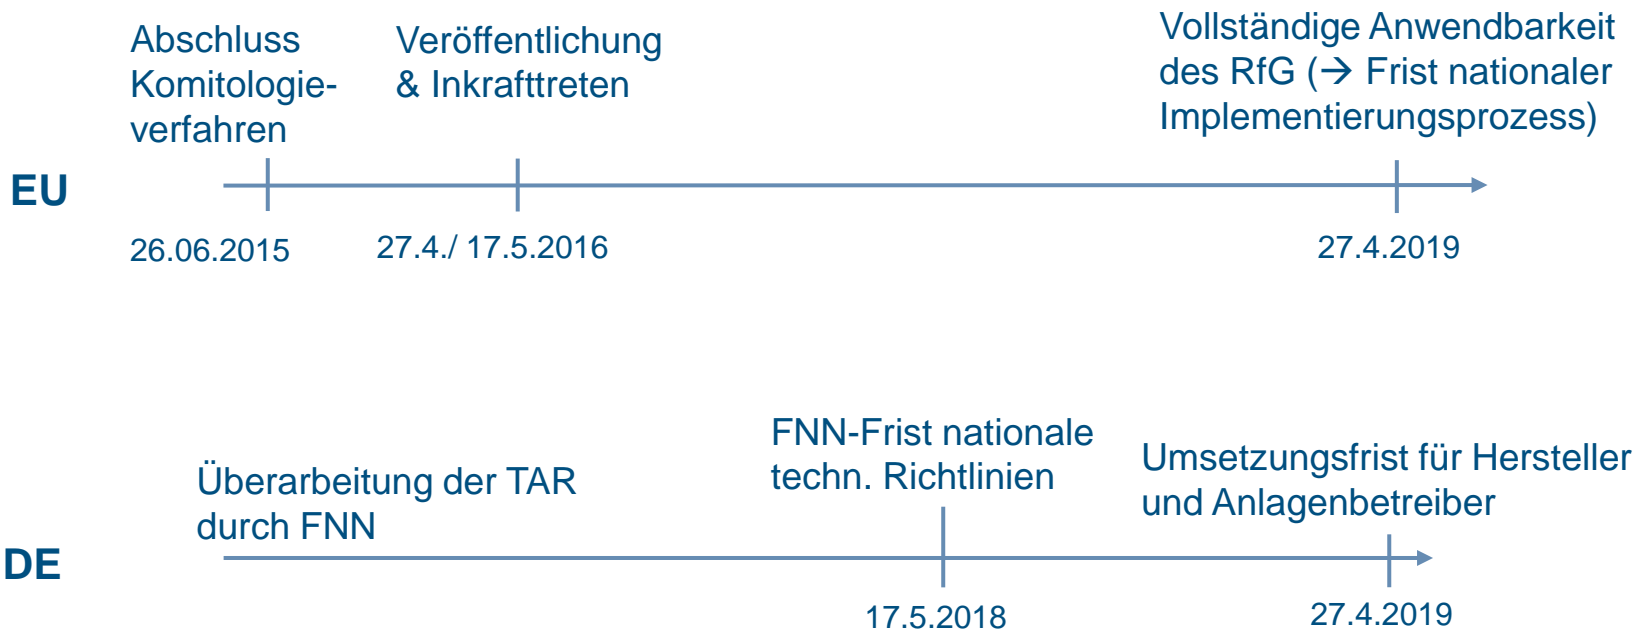 Abschluss
Komitologie-
verfahren
Veröffentlichung
& Inkrafttreten
Vollständige Anwendbarkeit
des RfG (→ Frist nationaler
Implementierungsprozess)
EU
26.06.2015
27.4./ 17.5.2016
27.4.2019
Überarbeitung der TAR
durch FNN
FNN-Frist nationale
techn. Richtlinien
Umsetzungsfrist für Hersteller
und Anlagenbetreiber
DE
17.5.2018
27.4.2019